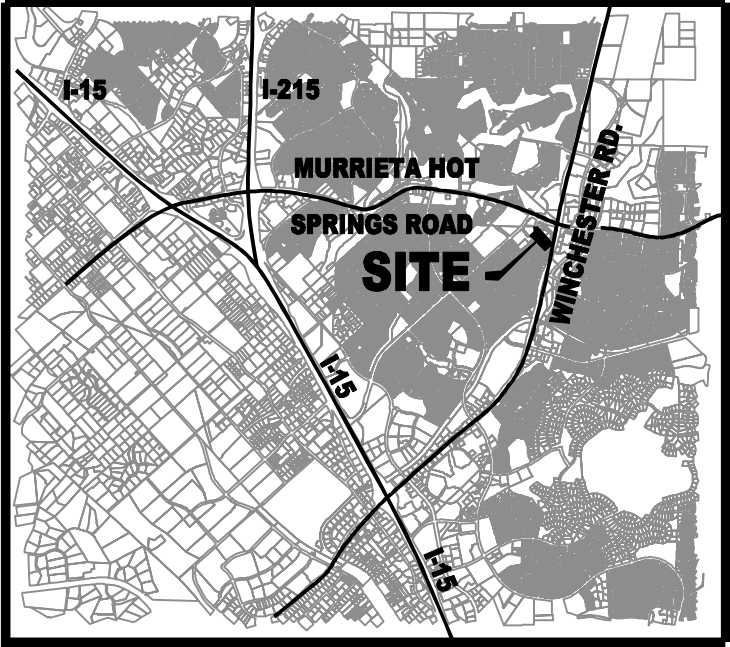 I-15
I-215
MURRIETA HOT
SPRINGS ROAD
SITE
WINCHESTER RD.
I-15
I-15